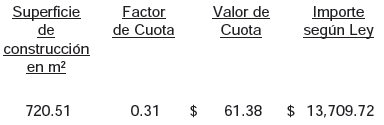 Superficie Factor Valor de Importe
de de Cuota Cuota según Ley
construcción
en m²
720.51 0.31 $ 61.38 $ 13,709.72